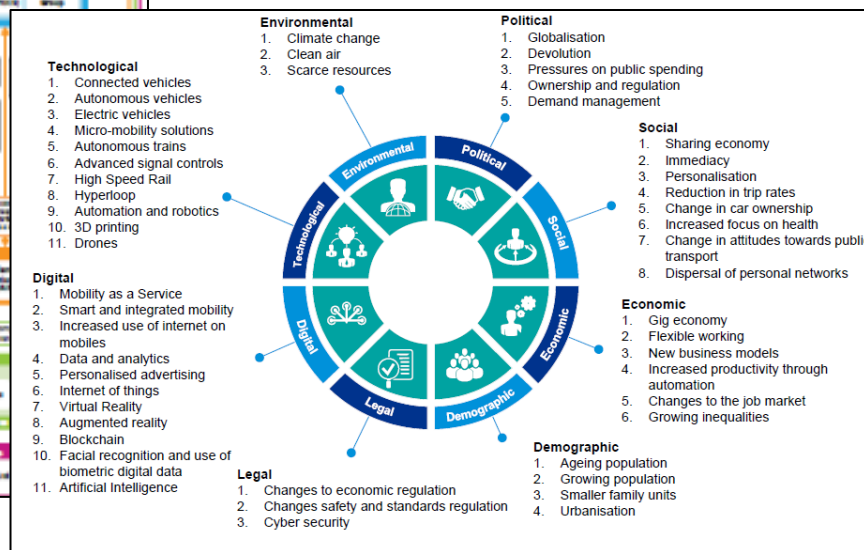 Environmental
1. Climate change
2. Clean air
3. Scarce resources
Political
1. Globalisation
2. Devolution
3. Pressures on public spending
4. Ownership and regulation
5. Demand management
Technological
1. Connected vehicles
2. Autonomous vehicles
3. Electric vehicles
4. Micro-mobility solutions
5. Autonomous trains
6. Advanced signal controls
7. High Speed Rail
8. Hyperloop
9. Automation and robotics
10. 3D printing
11. Drones
Social
1. Sharing economy
2. Immediacy
3. Personalisation
4. Reduction in trip rates
5. Change in car ownership
6. Increased focus on health
7. Change in attitudes towards public
transport
8. Dispersal of personal networks
Environmental
Political
Technological
Social
Digital
Economic
Legal
Demographic
Digital
1. Mobility as a Service
2. Smart and integrated mobility
3. Increased use of internet on
mobiles
4. Data and analytics
5. Personalised advertising
6. Internet of things
7. Virtual Reality
8. Augmented reality
9. Blockchain
10. Facial recognition and use of
biometric digital data
11. Artificial Intelligence
Economic
1. Gig economy
2. Flexible working
3. New business models
4. Increased productivity through
automation
5. Changes to the job market
6. Growing inequalities
Legal
1. Changes to economic regulation
2. Changes safety and standards regulation
3. Cyber security
Demographic
1. Ageing population
2. Growing population
3. Smaller family units
4. Urbanisation